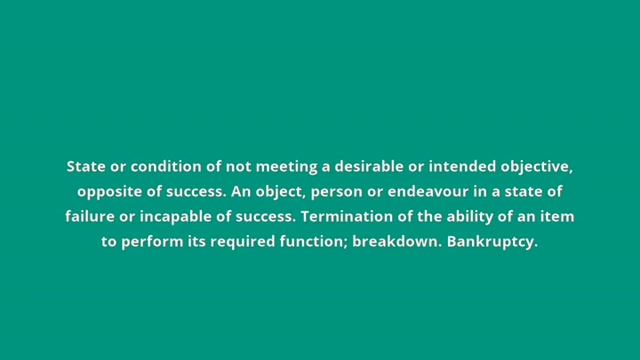 State or condition of not meeting a desirable or intended objective,
opposite of success. An object, person or endeavour in a state of
failure or incapable of success. Termination of the ability of an item
to perform its required function; breakdown. Bankruptcy.